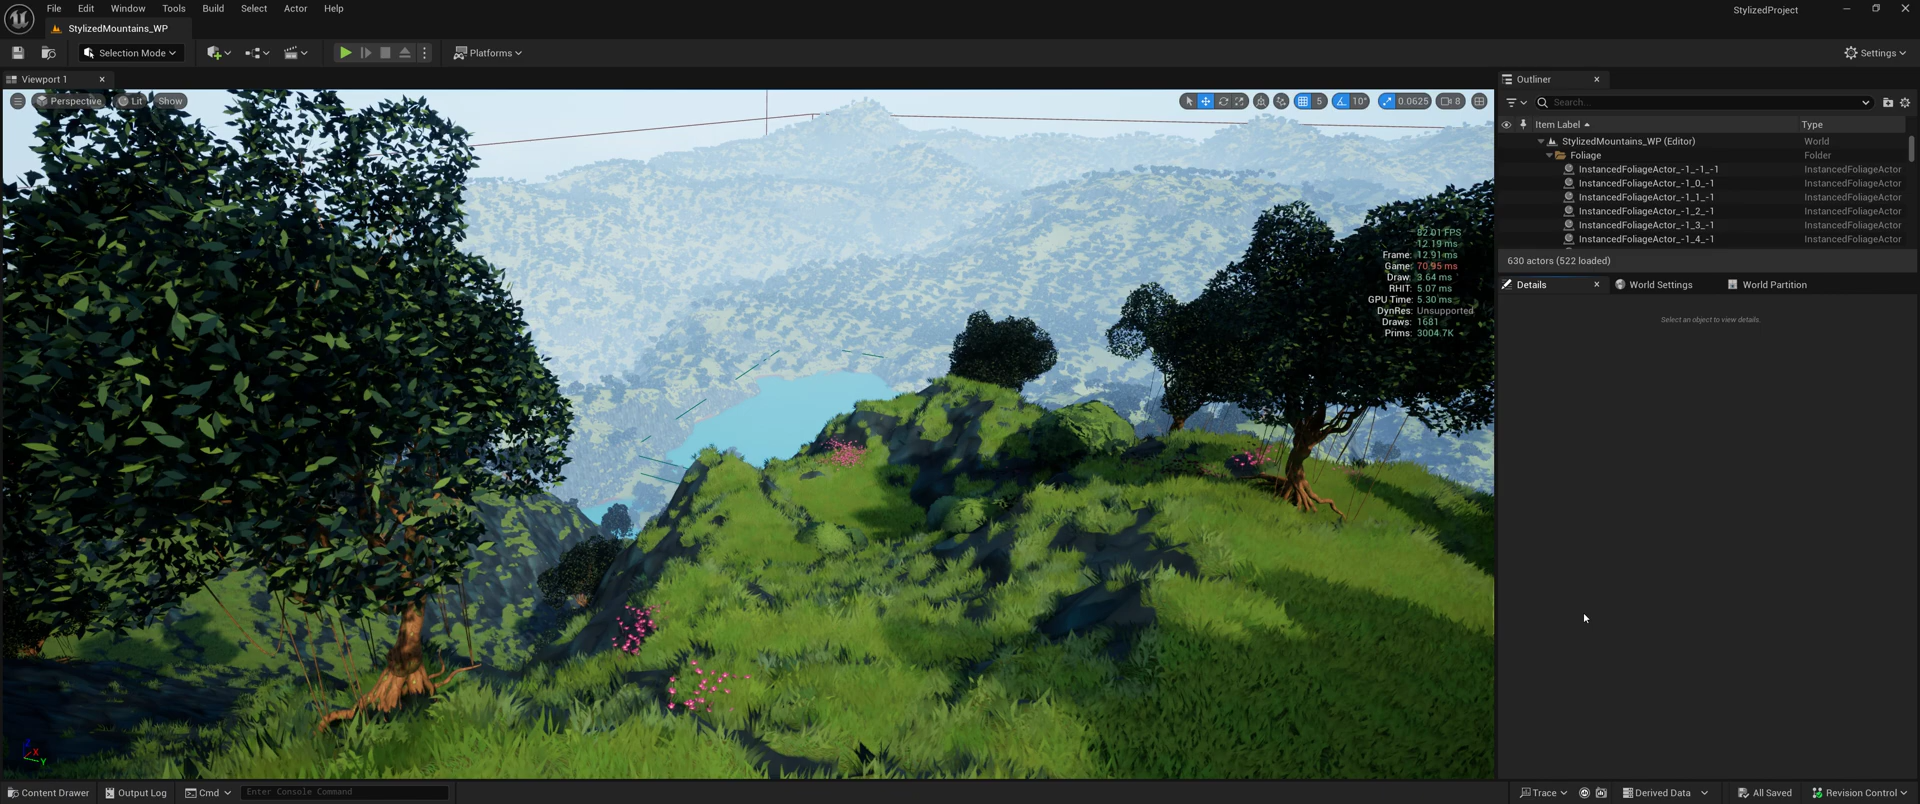 File Edit Window Tools Build Select Actor Help
StylizedProject
StylizedMountains_WP
Selection Mode
Platforms
Settings
Viewport 1
Perspective Lit Show
5 10° 0.0625 8
82.01 FPS
12.19 ms
Frame: 12.91 ms
Game: 70.95 ms
Draw: 3.64 ms
RHIT: 5.07 ms
GPU Time: 5.30 ms
DynRes: Unsupported
Draws: 1681
Prims: 3004.7K
X
Y
Outliner
Search...
Item Label Type
StylizedMountains_WP (Editor) World
Foliage Folder
InstancedFoliageActor_-1_-1_-1 InstancedFoliageActor
InstancedFoliageActor_-1_0_-1 InstancedFoliageActor
InstancedFoliageActor_-1_1_-1 InstancedFoliageActor
InstancedFoliageActor_-1_2_-1 InstancedFoliageActor
InstancedFoliageActor_-1_3_-1 InstancedFoliageActor
InstancedFoliageActor_-1_4_-1 InstancedFoliageActor
630 actors (522 loaded)
Details World Settings World Partition
Select an object to view details.
Content Drawer Output Log Cmd Enter Console Command
Trace Derived Data All Saved Revision Control